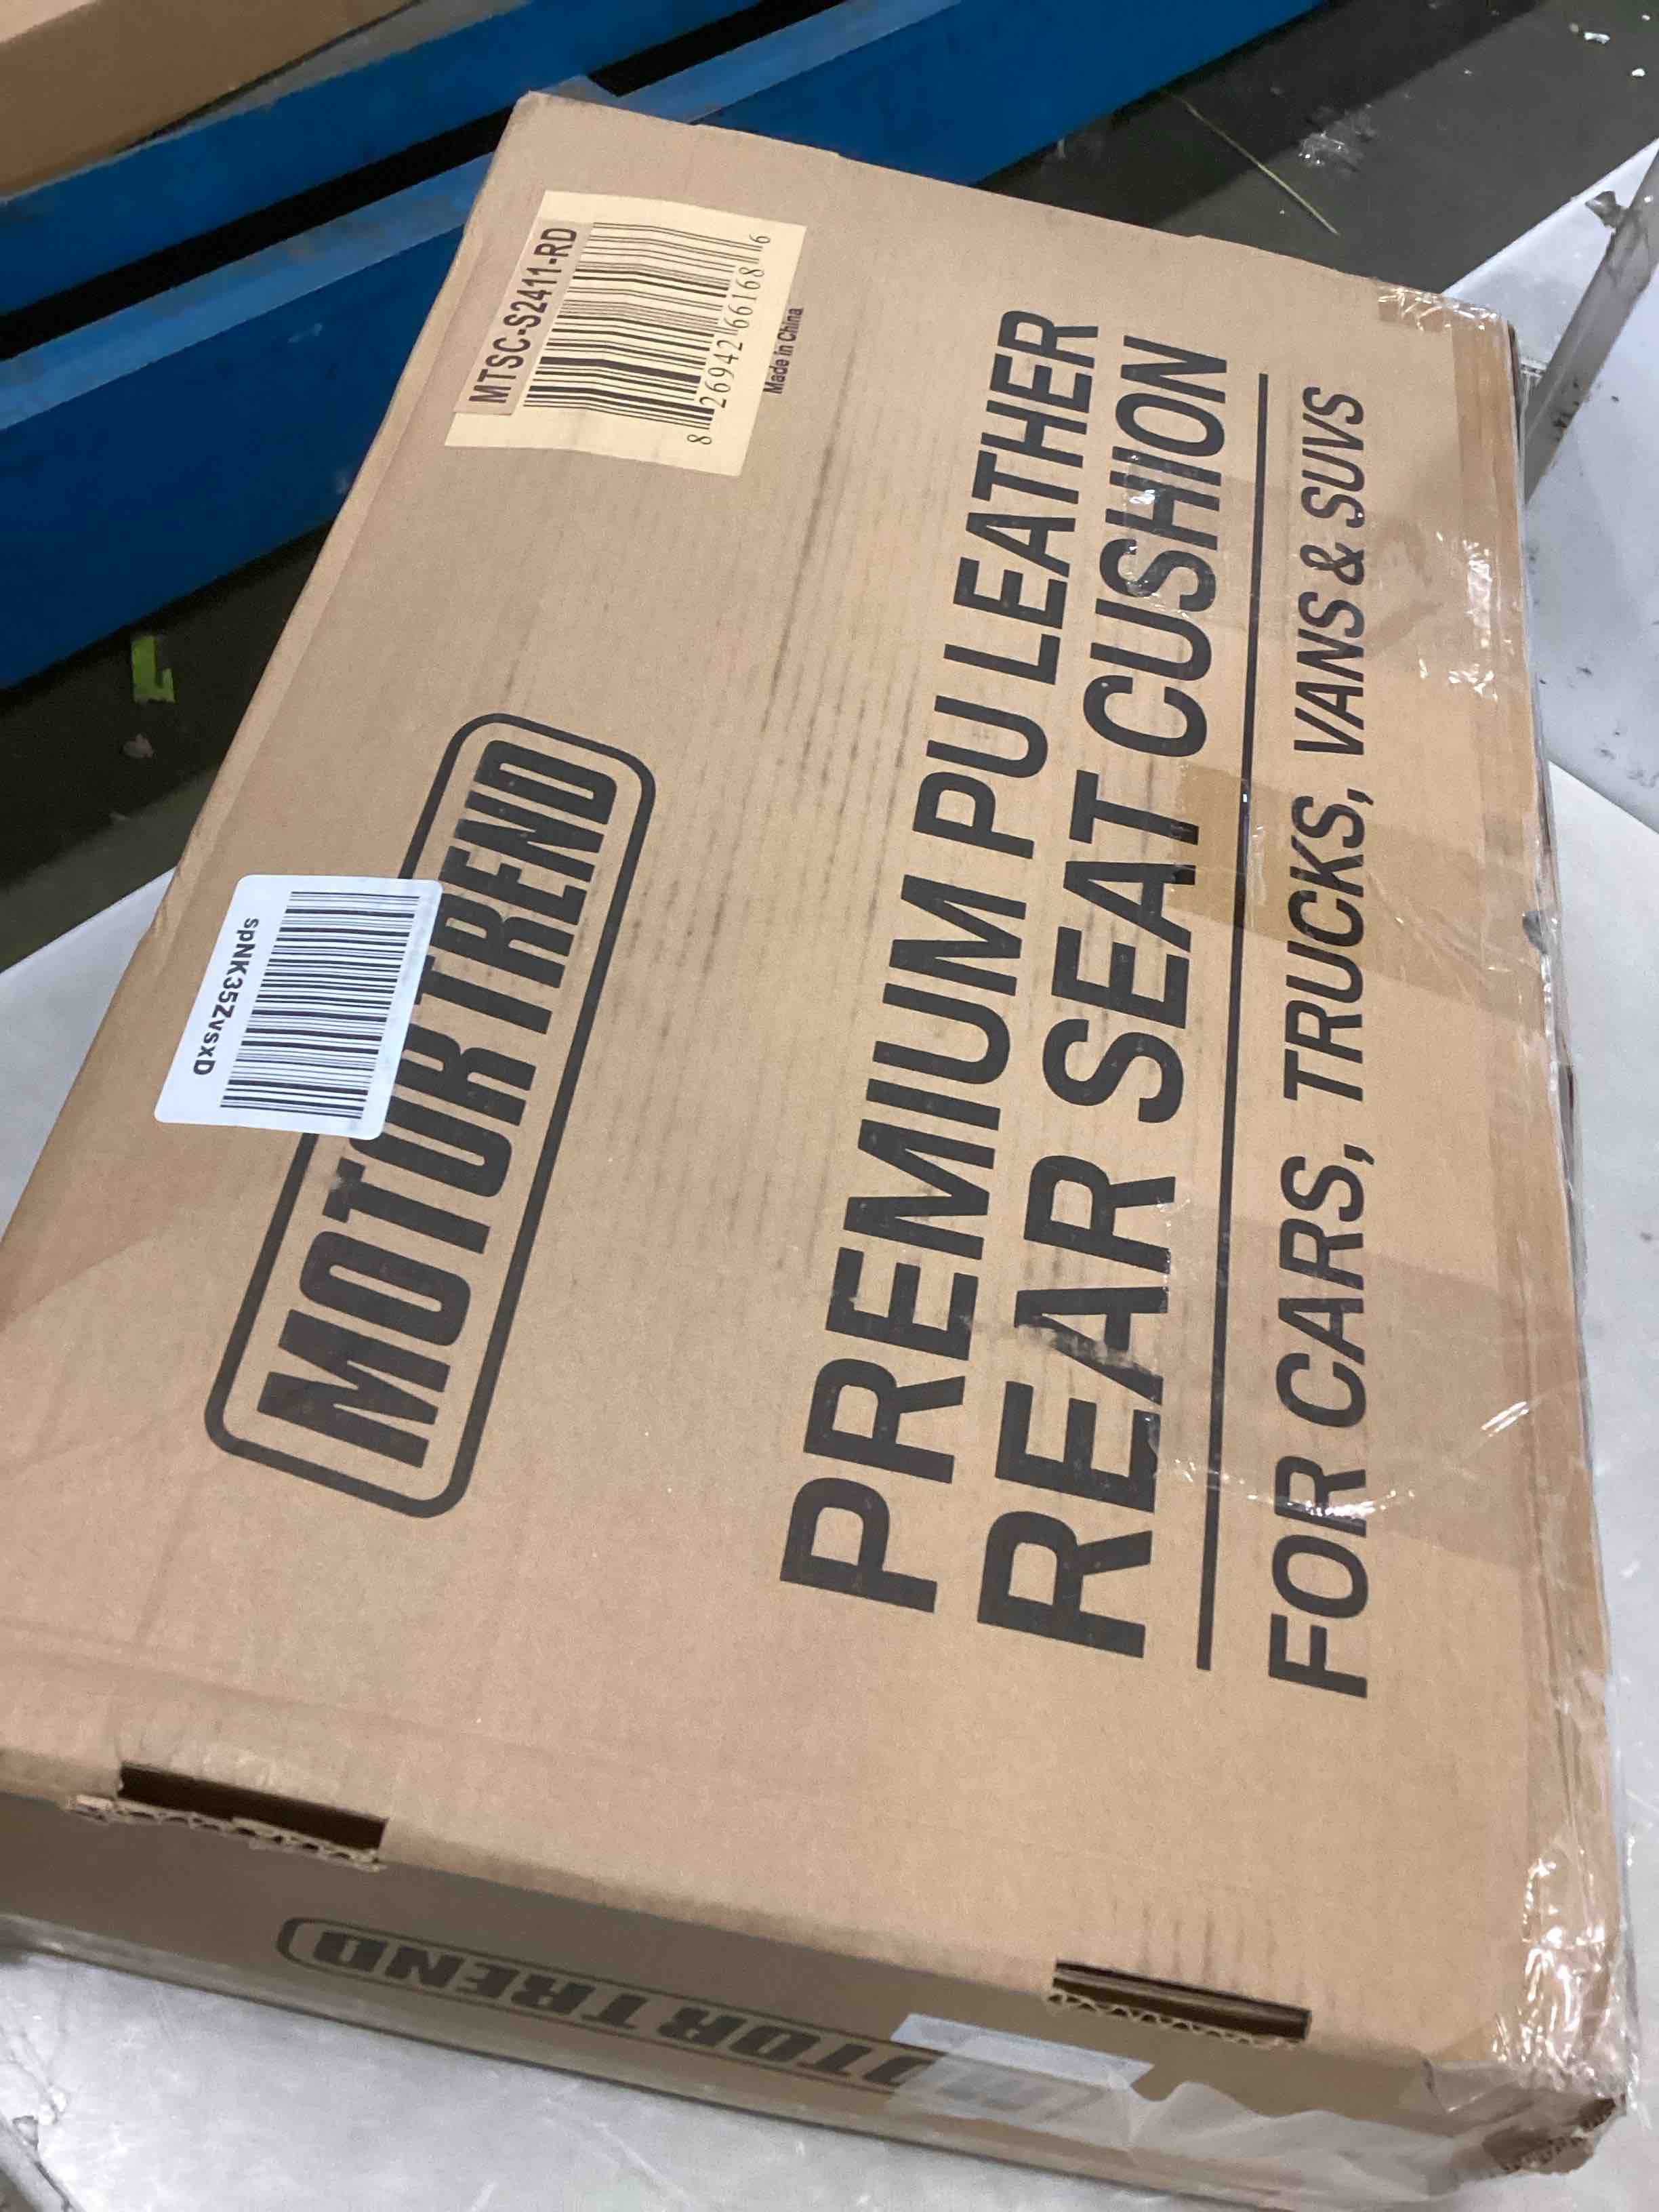 MOTOR TREND
spNK35ZvsxD
MTSC-S2411-RD
8 26942 66168 6
Made in China
PREMIUM PU LEATHER
REAR SEAT CUSHION
FOR CARS, TRUCKS, VANS & SUVS
MOTOR TREND